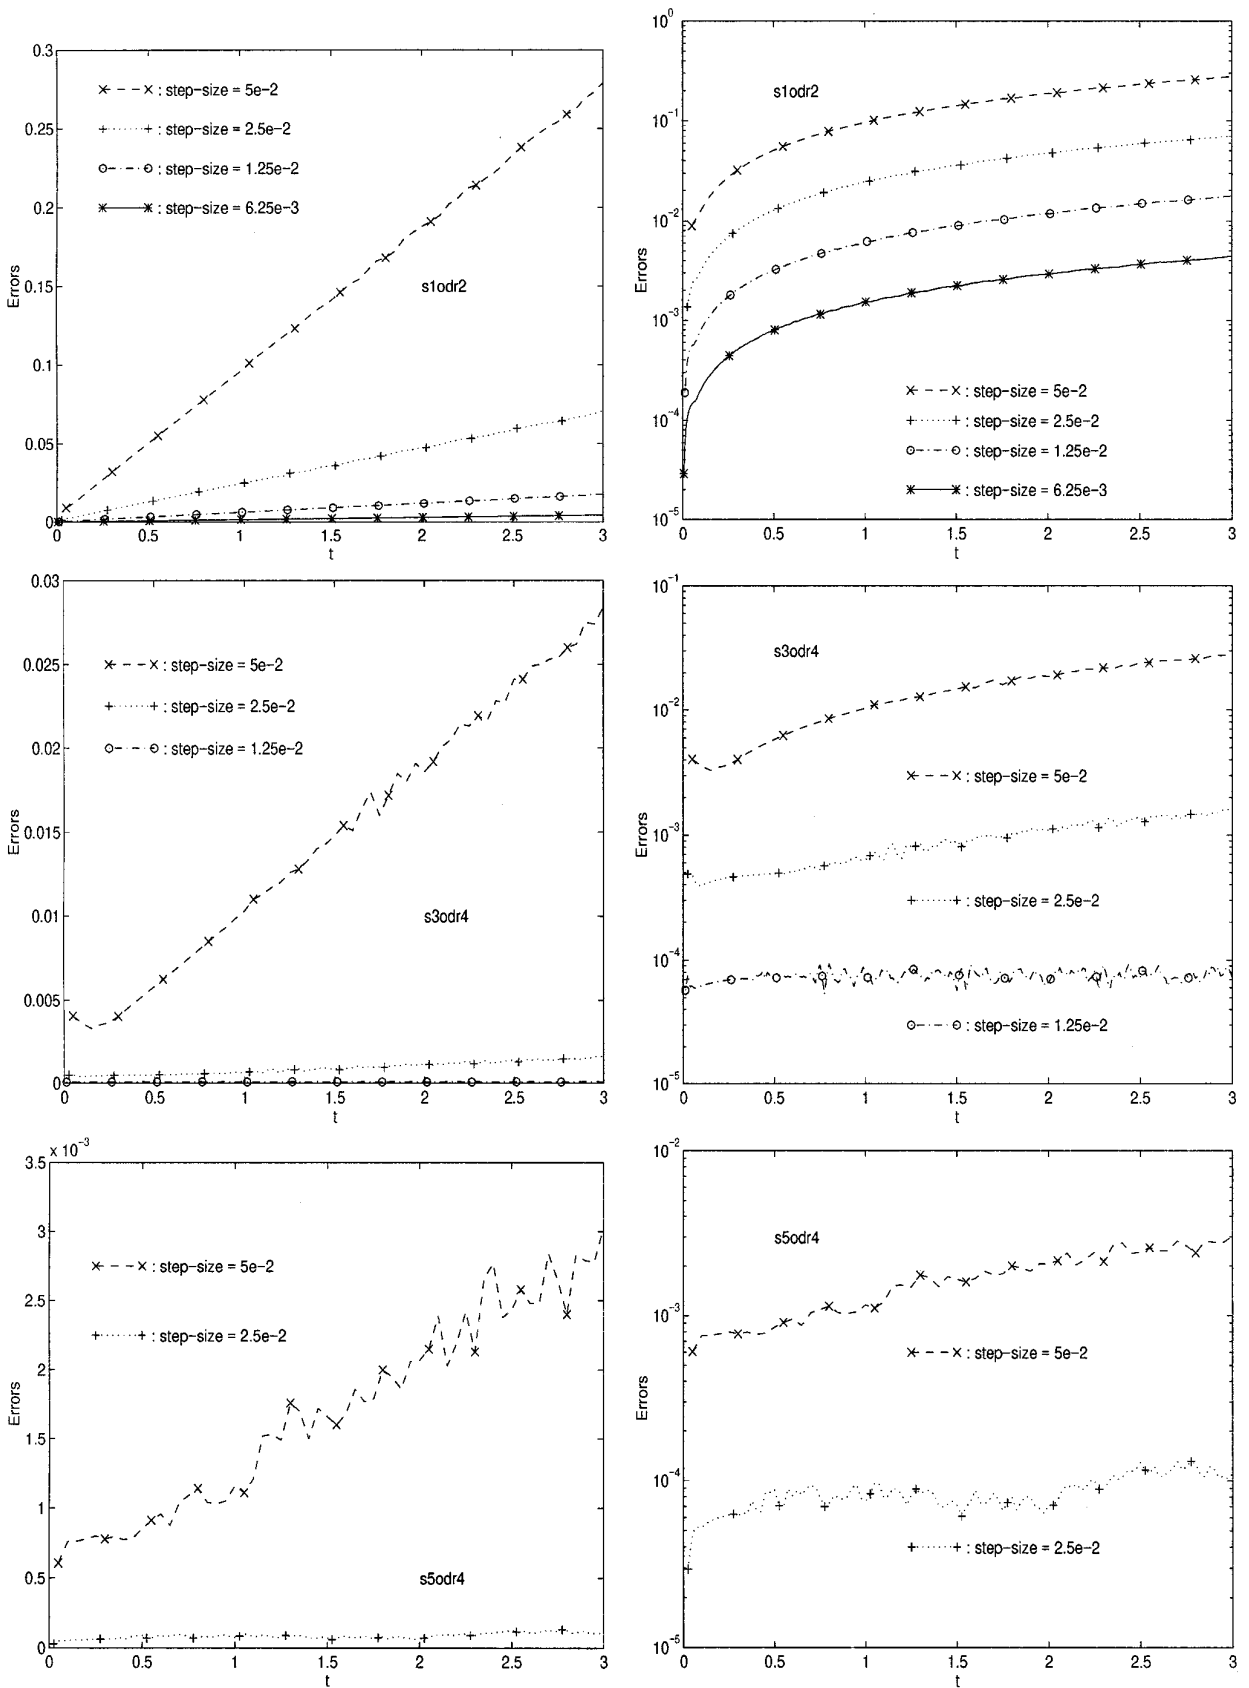 0.3
0.25
0.2
0.15
0.1
0.05
0
Errors
×– – –×: step−size = 5e−2
+·······+: step−size = 2.5e−2
o–·–·–o: step−size = 1.25e−2
∗———∗: step−size = 6.25e−3
s1odr2
0 0.5 1 1.5 2 2.5 3
t
10^0
10^−1
10^−2
10^−3
10^−4
10^−5
Errors
s1odr2
×– – –×: step−size = 5e−2
+·······+: step−size = 2.5e−2
o–·–·–o: step−size = 1.25e−2
∗———∗: step−size = 6.25e−3
0 0.5 1 1.5 2 2.5 3
t
0.03
0.025
0.02
0.015
0.01
0.005
0
Errors
×– – –×: step−size = 5e−2
+·······+: step−size = 2.5e−2
o–·–·–o: step−size = 1.25e−2
s3odr4
0 0.5 1 1.5 2 2.5 3
t
10^−1
10^−2
10^−3
10^−4
10^−5
Errors
s3odr4
×– – –×: step−size = 5e−2
+·······+: step−size = 2.5e−2
o–·–·–o: step−size = 1.25e−2
0 0.5 1 1.5 2 2.5 3
t
x 10^−3
3.5
3
2.5
2
1.5
1
0.5
0
Errors
×– – –×: step−size = 5e−2
+·······+: step−size = 2.5e−2
s5odr4
0 0.5 1 1.5 2 2.5 3
t
10^−2
10^−3
10^−4
10^−5
Errors
s5odr4
×– – –×: step−size = 5e−2
+·······+: step−size = 2.5e−2
0 0.5 1 1.5 2 2.5 3
t